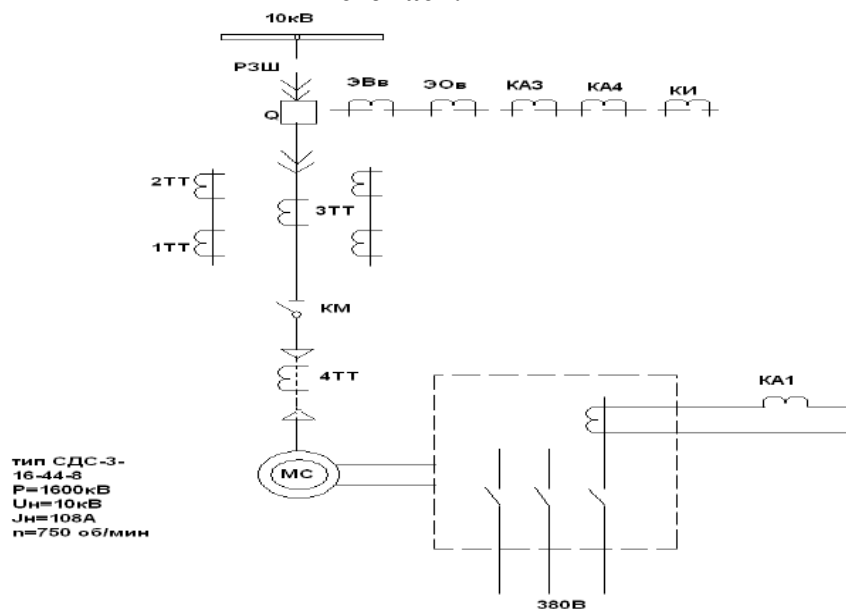 10кВ
РЗШ
ЭВв
ЭОв
КА3
КА4
КИ
Q
2ТТ
3ТТ
1ТТ
КМ
4ТТ
КА1
МС
тип СДС-3-
16-44-8
Р=1600кВ
Uн=10кВ
Jн=108А
n=750 об/мин
380В